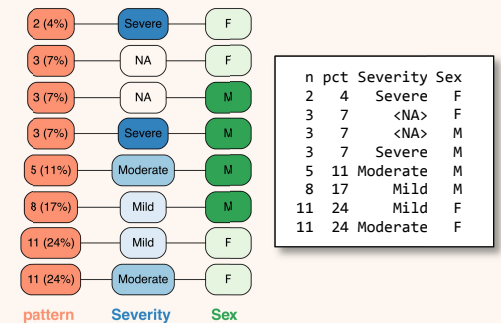 2 (4%) Severe F
3 (7%) NA F
3 (7%) NA M
3 (7%) Severe M
5 (11%) Moderate M
8 (17%) Mild M
11 (24%) Mild F
11 (24%) Moderate F
pattern Severity Sex
n pct Severity Sex
2 4 Severe F
3 7 <NA> F
3 7 <NA> M
3 7 Severe M
5 11 Moderate M
8 17 Mild M
11 24 Mild F
11 24 Moderate F